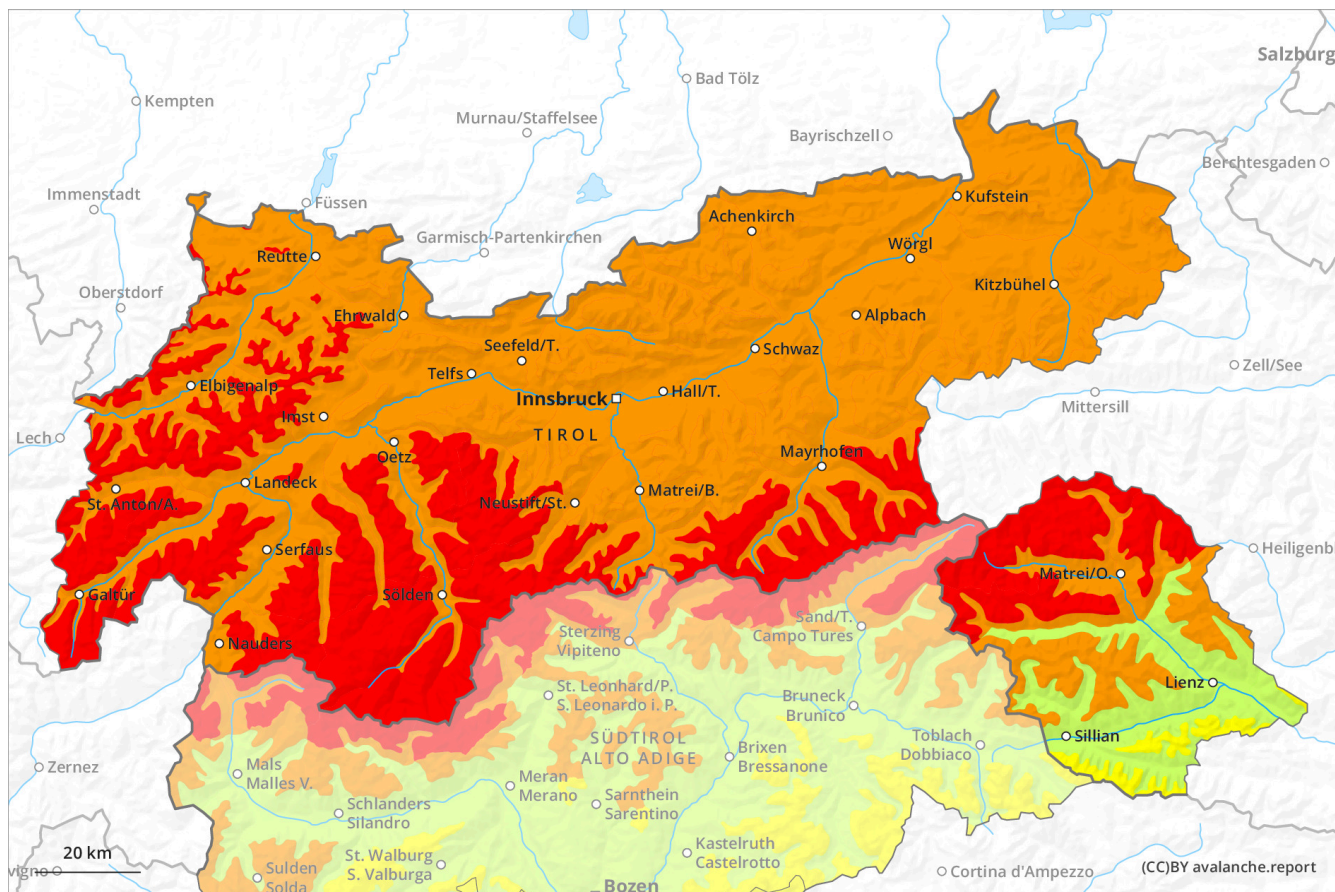 Salzburg
Bad Tölz
Kempten
Murnau/Staffelsee
Bayrischzell
Berchtesgaden
Immenstadt
Füssen
Kufstein
Achenkirch
Garmisch-Partenkirchen
Wörgl
Reutte
Kitzbühel
Oberstdorf
Ehrwald
Alpbach
Seefeld/T.
Schwaz
Zell/See
Telfs
Elbigenalp
Innsbruck
Hall/T.
Mittersill
Imst
Lech
TIROL
Oetz
Mayrhofen
Landeck
St. Anton/A.
Neustift/St.
Matrei/B.
Serfaus
Heiligenb
Matrei/O.
Galtür
Sölden
Sand/T.
Campo Tures
Sterzing
Vipiteno
Nauders
Lienz
St. Leonhard/P.
S. Leonardo i. P.
Bruneck
Brunico
SÜDTIROL
ALTO ADIGE
Toblach
Dobbiaco
Sillian
Brixen
Bressanone
Zernez
Mals
Malles V.
Meran
Merano
Sarnthein
Sarentino
Schlanders
Silandro
Kastelruth
Castelrotto
20 km
St. Walburg
S. Valburga
vigno
Sulden
Solda
Cortina d'Ampezzo
(CC)BY avalanche.report
Bozen